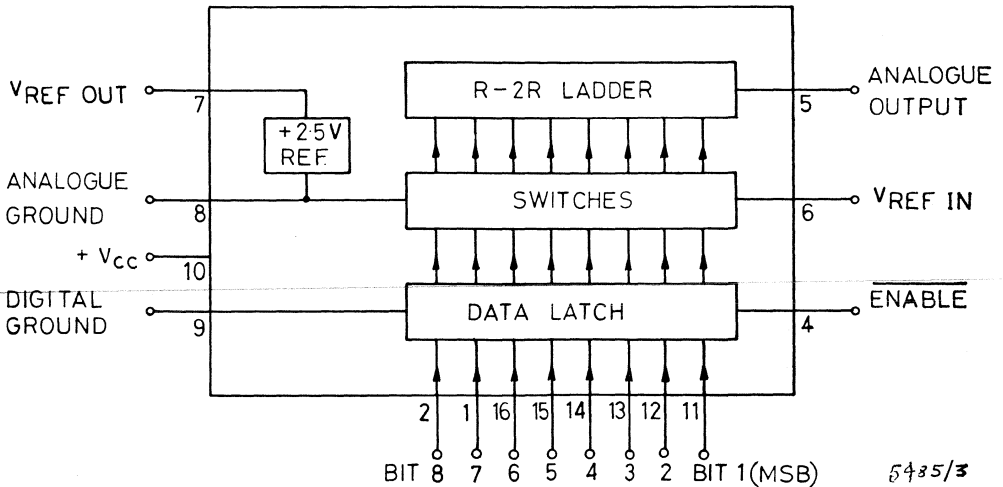 R-2R LADDER
ANALOGUE
OUTPUT
5
VREF OUT
7
+2·5V
REF.
ANALOGUE
GROUND
8
SWITCHES
6
VREF IN
+ VCC
10
DIGITAL
GROUND
9
DATA LATCH
4
ENABLE
2 1 16 15 14 13 12 11
BIT 8 7 6 5 4 3 2 BIT 1 (MSB)
5485/3